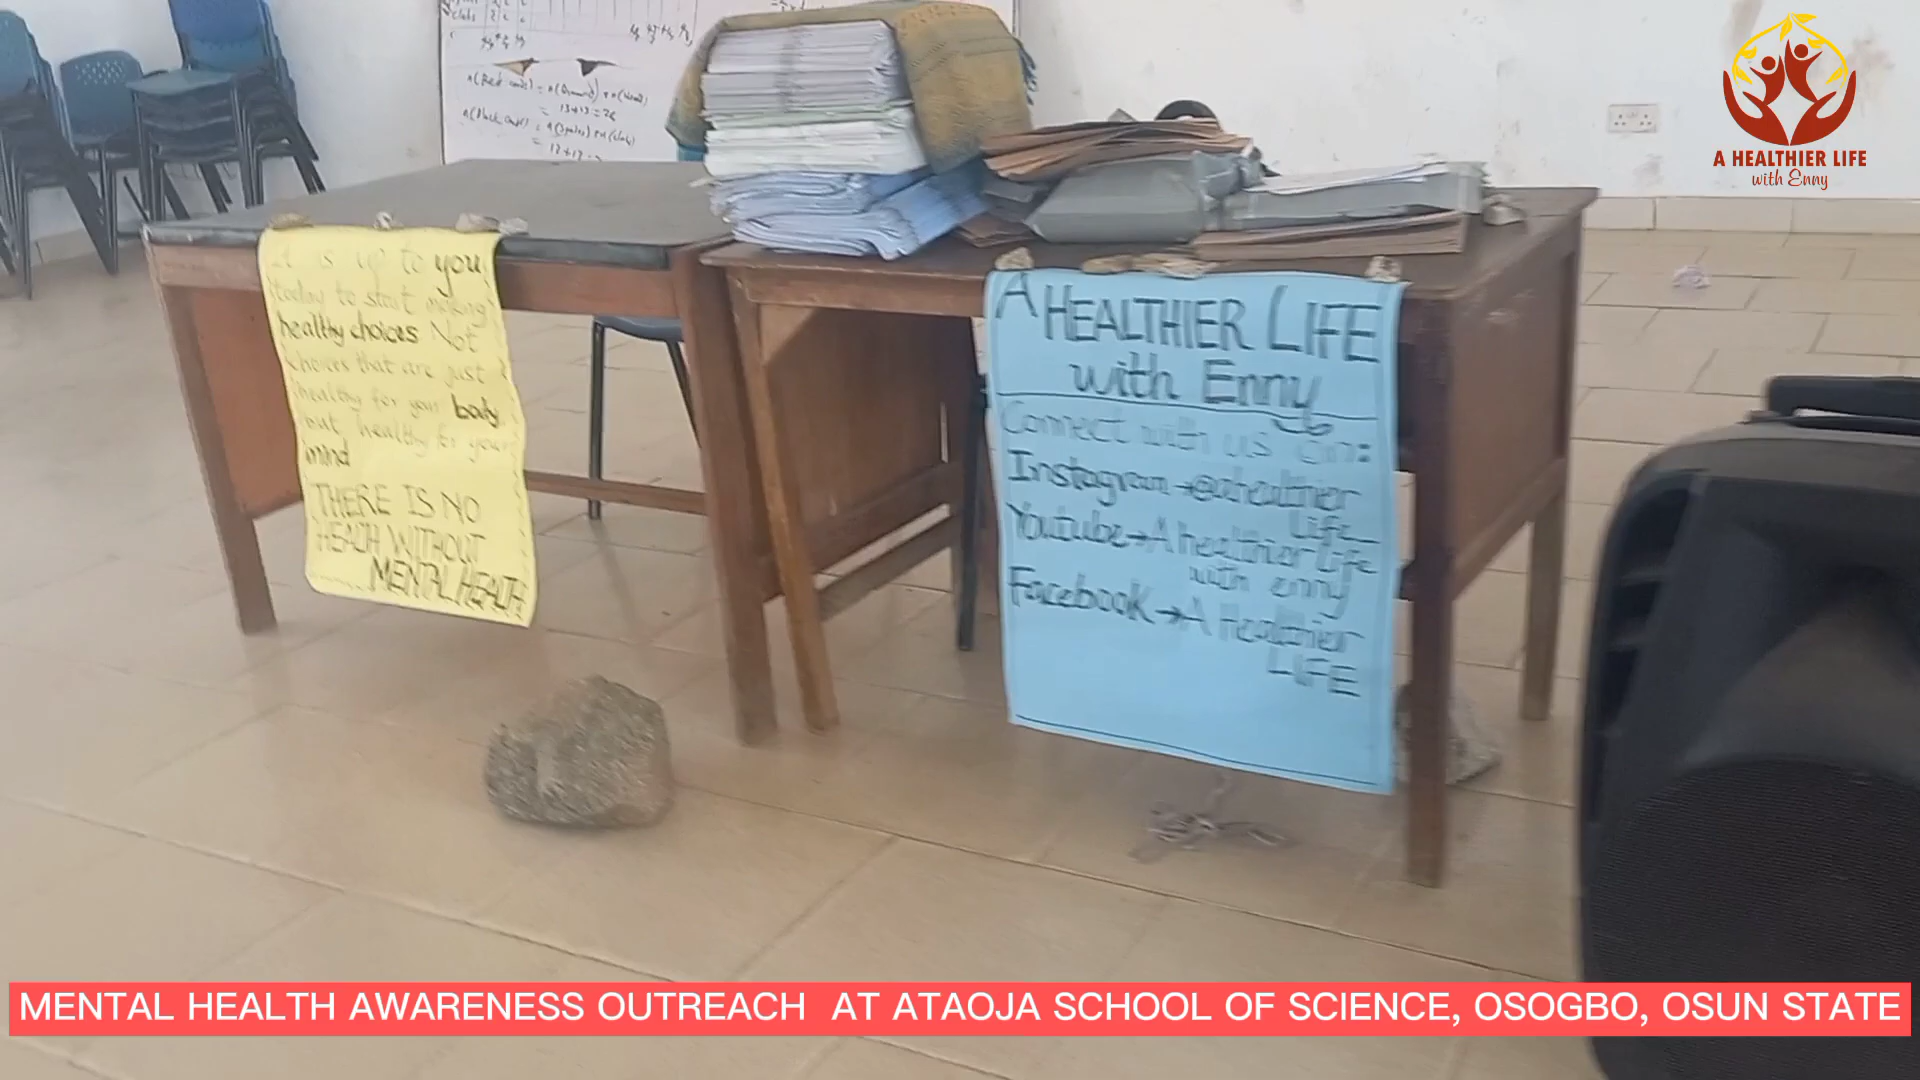 A HEALTHIER LIFE
with Enny
It is up to you
today to start making
healthy choices Not
choices that are just
healthy for your body,
but healthy for your
mind
THERE IS NO
HEALTH WITHOUT
MENTAL HEALTH
A HEALTHIER LIFE
with Enny
Connect with us on:
Instagram → @ahealthier
life_
Youtube → A healthier life
with enny
Facebook → A Healthier
LIFE
MENTAL HEALTH AWARENESS OUTREACH AT ATAOJA SCHOOL OF SCIENCE, OSOGBO, OSUN STATE